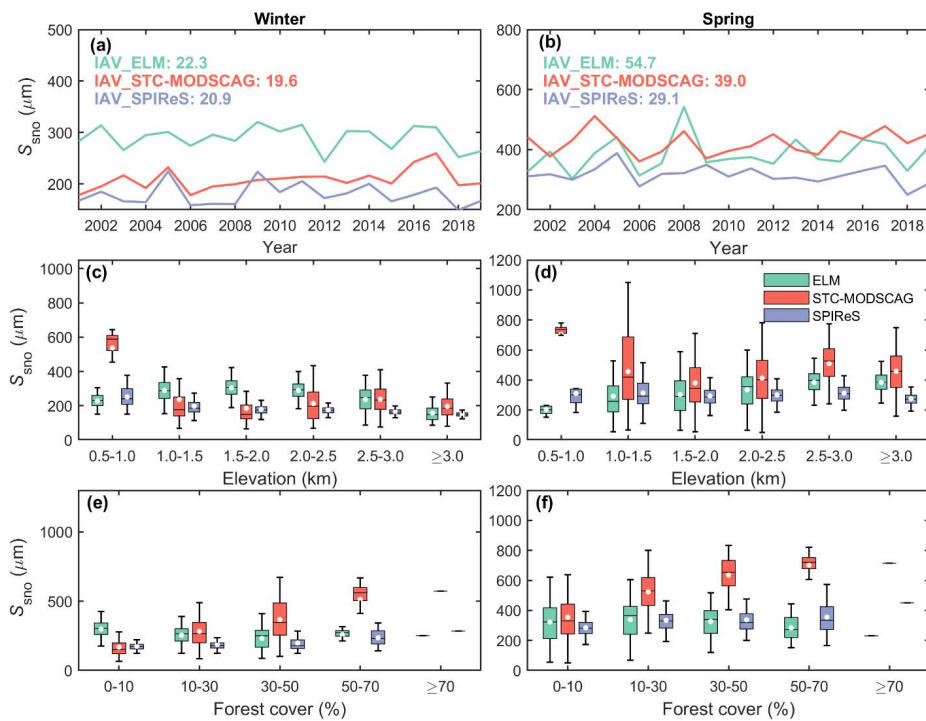 Winter
Spring
500
400
300
200
S_sno (μm)
(a)
IAV_ELM: 22.3
IAV_STC-MODSCAG: 19.6
IAV_SPIReS: 20.9
2002 2004 2006 2008 2010 2012 2014 2016 2018
Year
800
600
400
200
(b)
IAV_ELM: 54.7
IAV_STC-MODSCAG: 39.0
IAV_SPIReS: 29.1
2002 2004 2006 2008 2010 2012 2014 2016 2018
Year
1000
800
600
400
200
0
S_sno (μm)
(c)
0.5-1.0 1.0-1.5 1.5-2.0 2.0-2.5 2.5-3.0 ≥3.0
Elevation (km)
1200
1000
800
600
400
200
0
(d)
ELM
STC-MODSCAG
SPIReS
0.5-1.0 1.0-1.5 1.5-2.0 2.0-2.5 2.5-3.0 ≥3.0
Elevation (km)
1000
500
0
S_sno (μm)
(e)
0-10 10-30 30-50 50-70 ≥70
Forest cover (%)
1200
1000
800
600
400
200
0
(f)
0-10 10-30 30-50 50-70 ≥70
Forest cover (%)